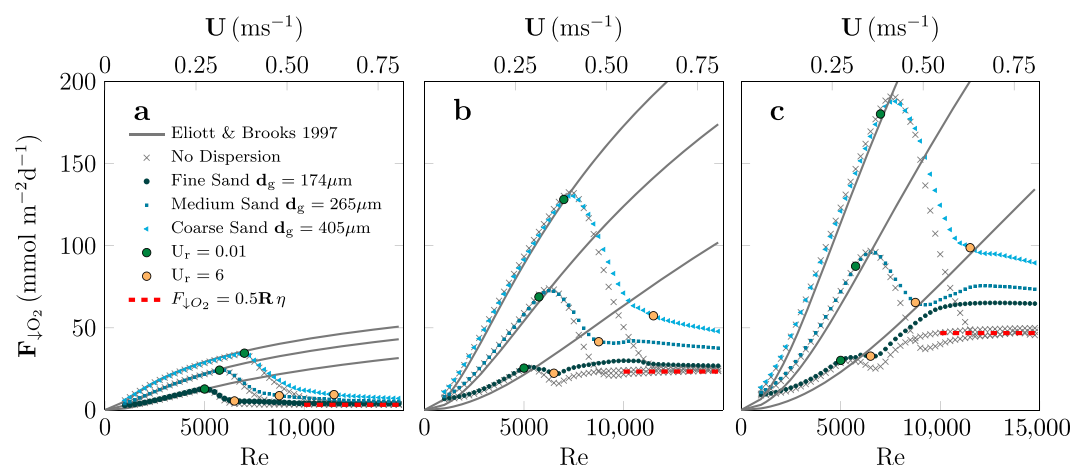 U (ms⁻¹) U (ms⁻¹) U (ms⁻¹)
0 0.25 0.50 0.75 0.25 0.50 0.75 0.25 0.50 0.75
F↓O₂ (mmol m⁻²d⁻¹)
200
150
100
50
0
a
Eliott & Brooks 1997
No Dispersion
Fine Sand d_g = 174μm
Medium Sand d_g = 265μm
Coarse Sand d_g = 405μm
U_r = 0.01
U_r = 6
F↓O₂ = 0.5R η
b
c
5000 10,000 0 5000 10,000 0 5000 10,000 15,000
Re Re Re